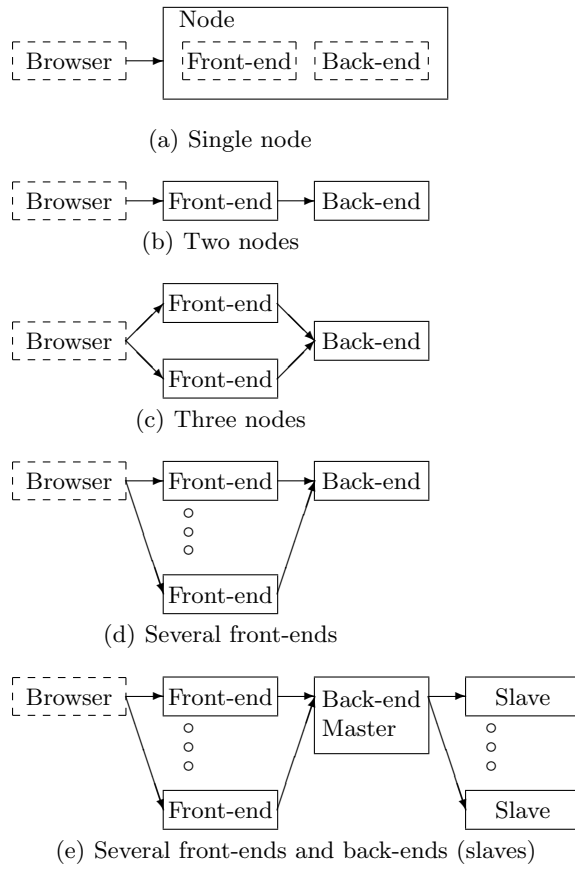 Node
Browser Front-end Back-end
(a) Single node
Browser Front-end Back-end
(b) Two nodes
Front-end
Browser Back-end
Front-end
(c) Three nodes
Browser Front-end Back-end
Front-end
(d) Several front-ends
Browser Front-end Back-end Slave
Master
Front-end Slave
(e) Several front-ends and back-ends (slaves)